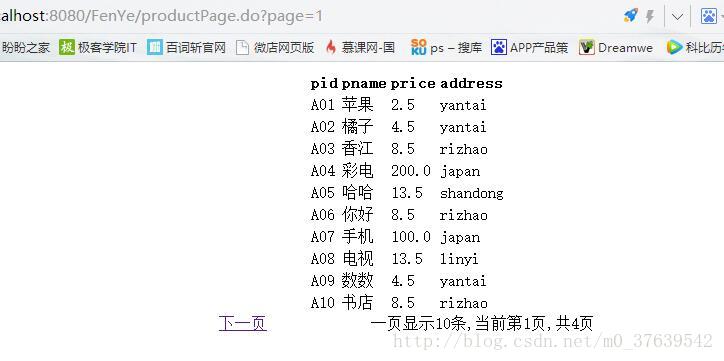 calhost:8080/FenYe/productPage.do?page=1
盼盼之家 极客学院IT 百词斩官网 微店网页版 慕课网-国 SOKU ps – 搜库 APP产品策 Dreamwe 科比历
pid pname price address
A01 苹果 2.5 yantai
A02 橘子 4.5 yantai
A03 香江 8.5 rizhao
A04 彩电 200.0 japan
A05 哈哈 13.5 shandong
A06 你好 8.5 rizhao
A07 手机 100.0 japan
A08 电视 13.5 linyi
A09 数数 4.5 yantai
A10 书店 8.5 rizhao
下一页 一页显示10条,当前第1页,共4页
http://blog.csdn.net/m0_37639542